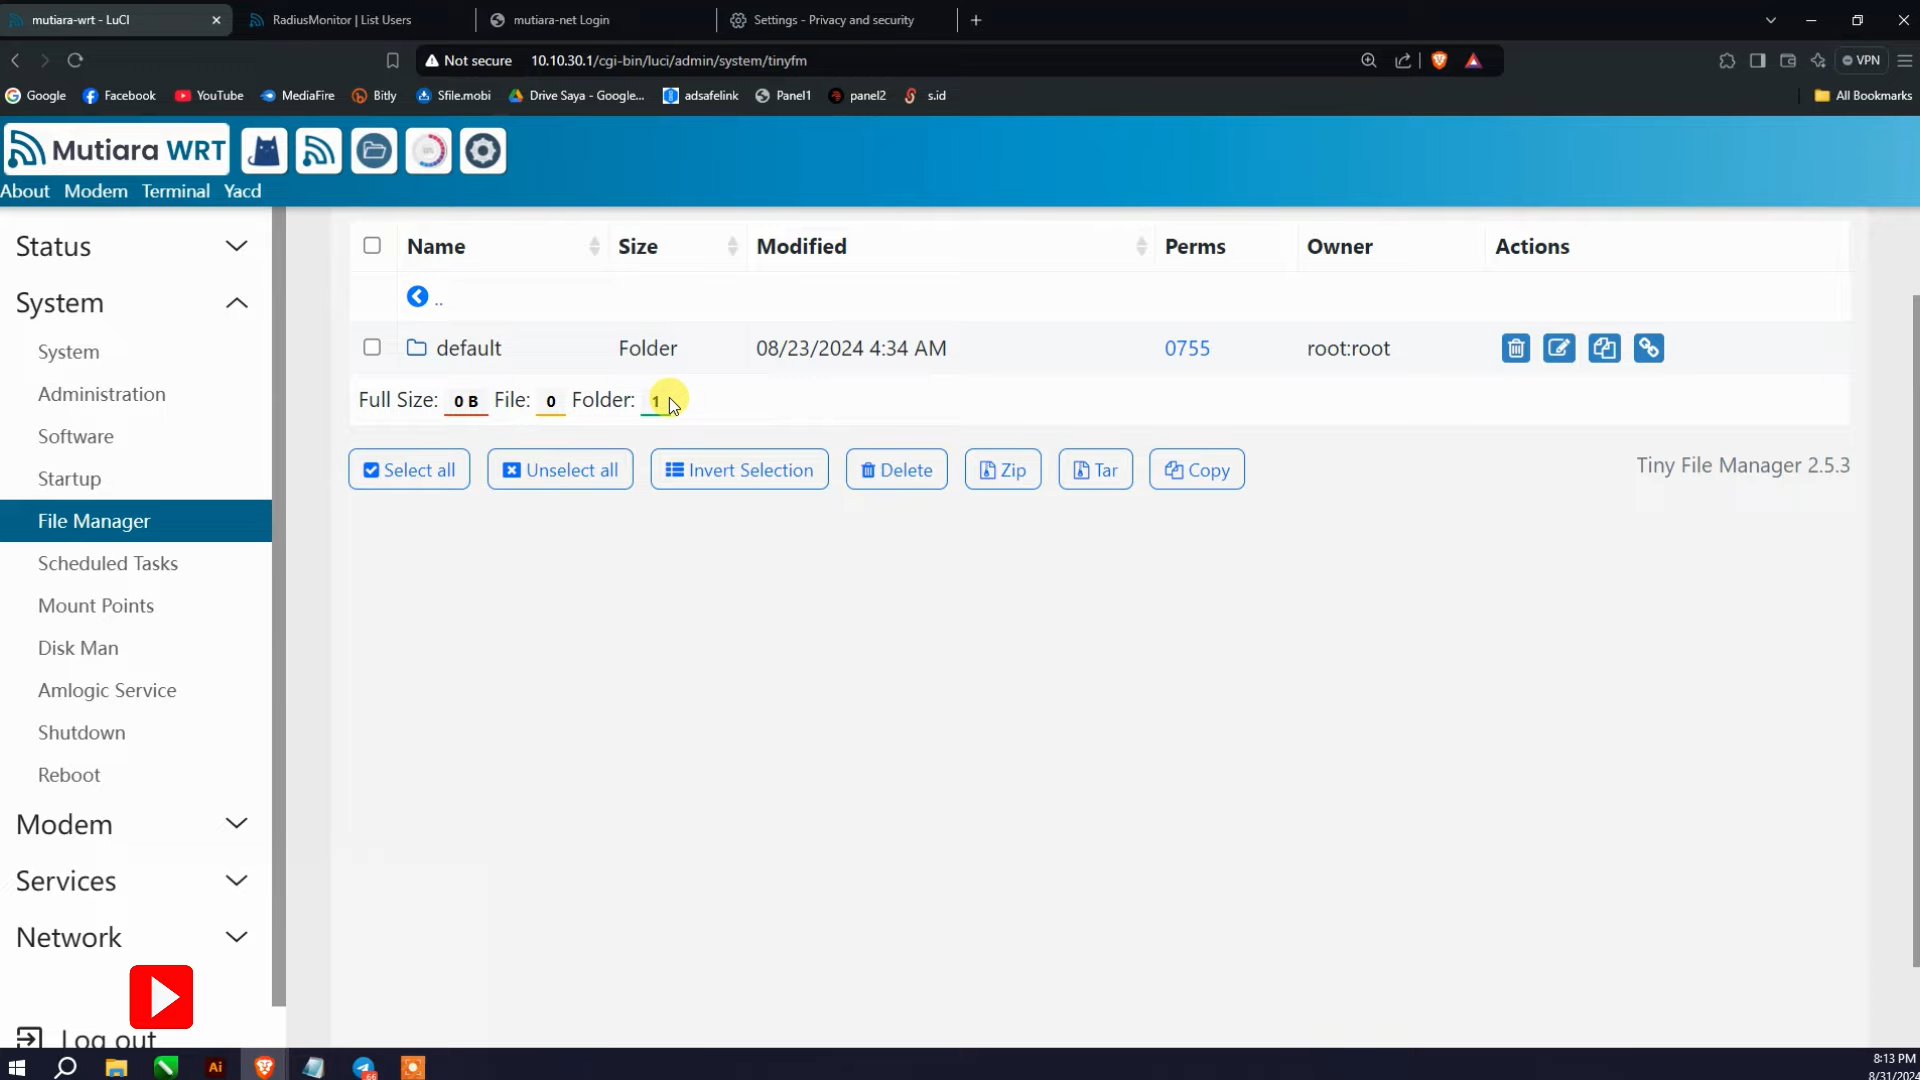 mutiara-wrt - LuCI
RadiusMonitor | List Users
mutiara-net Login
Settings - Privacy and security
Not secure
10.10.30.1/cgi-bin/luci/admin/system/tinyfm
VPN
Google
Facebook
YouTube
MediaFire
Bitly
Sfile.mobi
Drive Saya - Google...
adsafelink
Panel1
panel2
s.id
All Bookmarks
Mutiara WRT
About
Modem
Terminal
Yacd
Status
System
System
Administration
Software
Startup
File Manager
Scheduled Tasks
Mount Points
Disk Man
Amlogic Service
Shutdown
Reboot
Modem
Services
Network
Log out
Name Size Modified Perms Owner Actions
..
default Folder 08/23/2024 4:34 AM 0755 root:root
Full Size: 0 B File: 0 Folder: 1
Select all
Unselect all
Invert Selection
Delete
Zip
Tar
Copy
Tiny File Manager 2.5.3
Ai
66
8:13 PM
8/31/2024